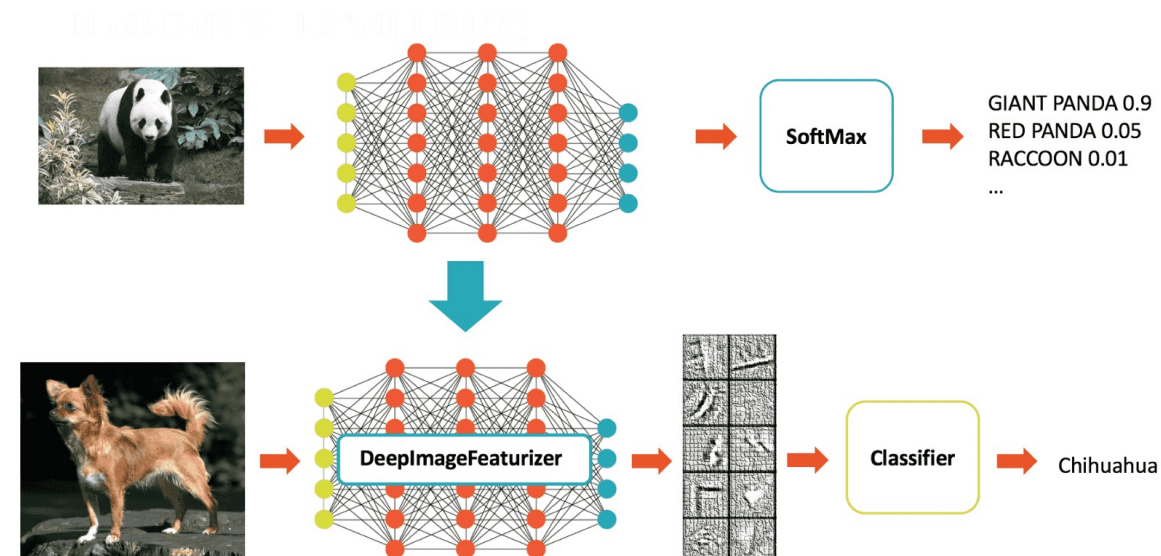 SoftMax
GIANT PANDA 0.9
RED PANDA 0.05
RACCOON 0.01
...
DeepImageFeaturizer
Classifier
Chihuahua